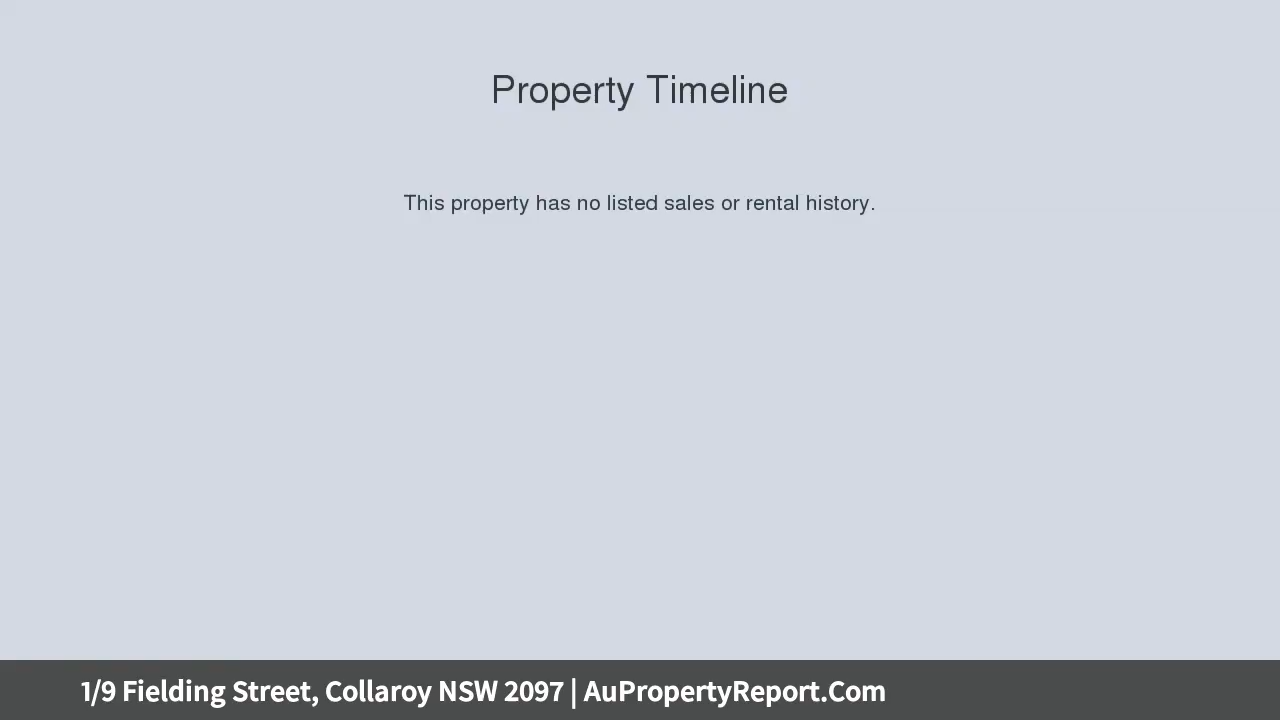 Property Timeline
This property has no listed sales or rental history.
1/9 Fielding Street, Collaroy NSW 2097 | AuPropertyReport.Com